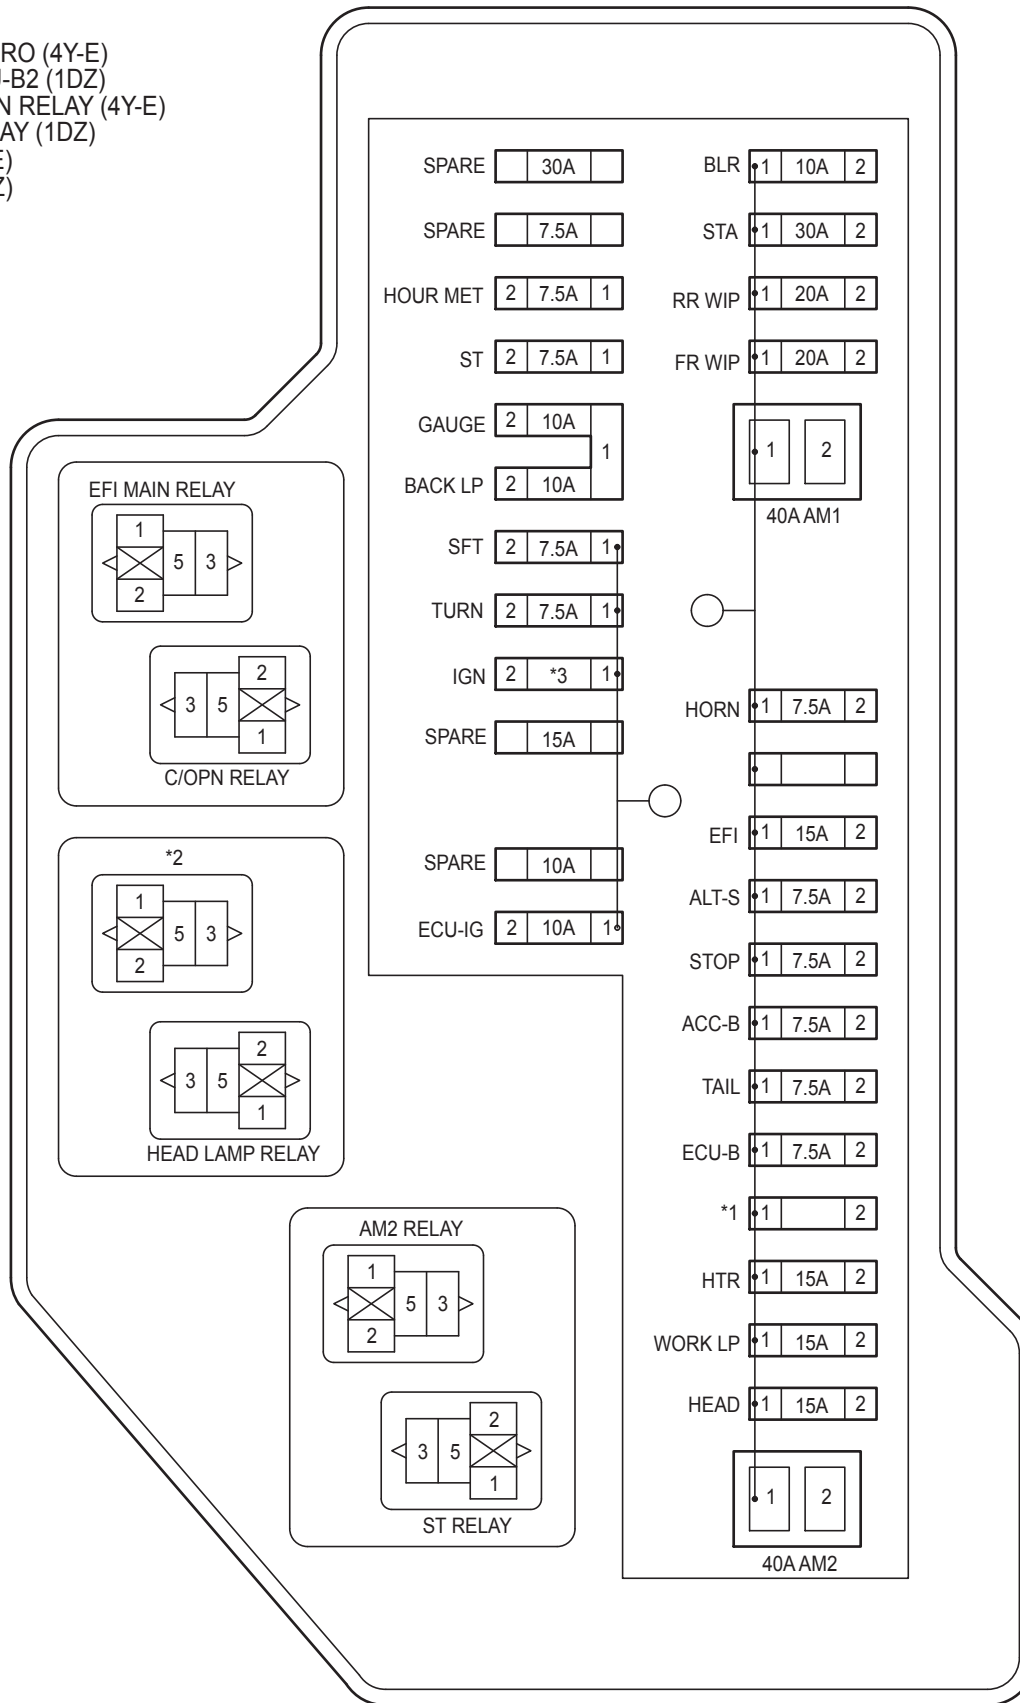 RO (4Y-E)
-B2 (1DZ)
N RELAY (4Y-E)
AY (1DZ)
E)
Z)
SPARE 30A
BLR 1 10A 2
SPARE 7.5A
STA 1 30A 2
HOUR MET 2 7.5A 1
RR WIP 1 20A 2
ST 2 7.5A 1
FR WIP 1 20A 2
GAUGE 2 10A
1
BACK LP 2 10A
1 2
40A AM1
EFI MAIN RELAY
1
5 3
2
SFT 2 7.5A 1
TURN 2 7.5A 1
IGN 2 *3 1
2
3 5
1
C/OPN RELAY
HORN 1 7.5A 2
SPARE 15A
EFI 1 15A 2
*2
1
5 3
2
SPARE 10A
ALT-S 1 7.5A 2
ECU-IG 2 10A 1
STOP 1 7.5A 2
ACC-B 1 7.5A 2
2
3 5
1
HEAD LAMP RELAY
TAIL 1 7.5A 2
ECU-B 1 7.5A 2
*1 1 2
AM2 RELAY
1
5 3
2
HTR 1 15A 2
WORK LP 1 15A 2
HEAD 1 15A 2
2
3 5
1
ST RELAY
1 2
40A AM2